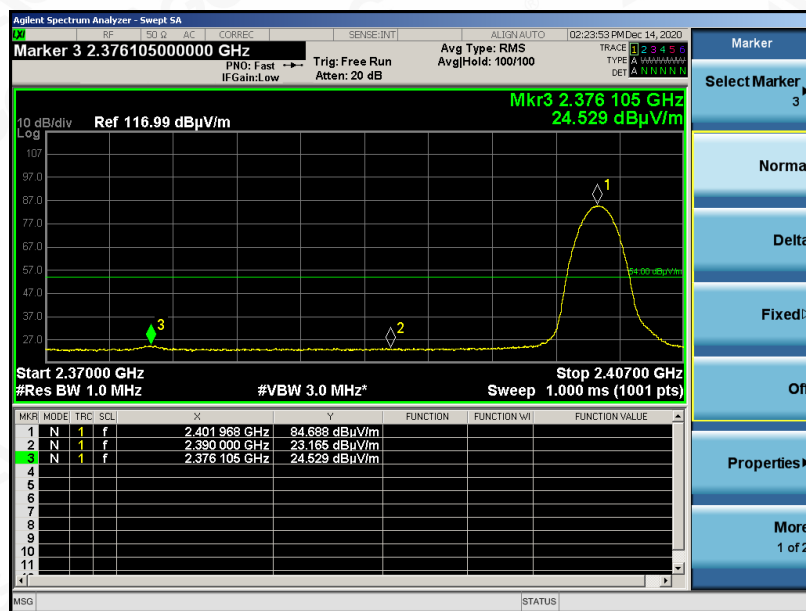 Agilent Spectrum Analyzer - Swept SA
LXI RF 50 Ω AC CORREC SENSE:INT ALIGN AUTO 02:23:53 PM Dec 14, 2020
Marker 3 2.376105000000 GHz
PNO: Fast
IFGain:Low
Trig: Free Run
Atten: 20 dB
Avg Type: RMS
Avg|Hold: 100/100
TRACE 1 2 3 4 5 6
TYPE A WWWWW
DET A N N N N N
Mkr3 2.376 105 GHz
24.529 dBµV/m
10 dB/div Ref 116.99 dBµV/m
Log
107
97.0
87.0
77.0
67.0
57.0
47.0
37.0
27.0
1
54.00 dBµV/m
3
2
Start 2.37000 GHz Stop 2.40700 GHz
#Res BW 1.0 MHz #VBW 3.0 MHz* Sweep 1.000 ms (1001 pts)
MKR MODE TRC SCL X Y FUNCTION FUNCTION WI FUNCTION VALUE
1 N 1 f 2.401 968 GHz 84.688 dBµV/m
2 N 1 f 2.390 000 GHz 23.165 dBµV/m
3 N 1 f 2.376 105 GHz 24.529 dBµV/m
4
5
6
7
8
9
10
11
MSG STATUS
Marker
Select Marker
3
Norma
Delta
Fixed
Off
Properties
More
1 of 2